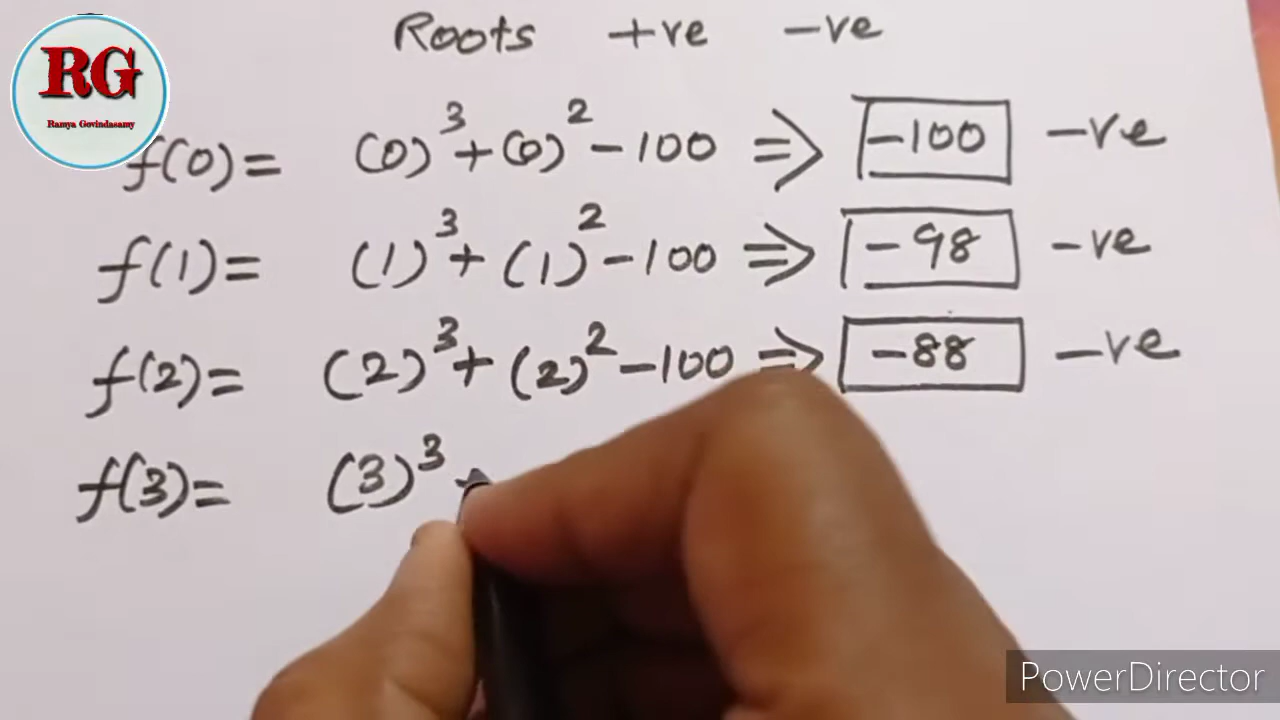 RG
Ramya Govindasamy
Roots +ve -ve
f(0)= (0)³+(0)²-100 ⇒ -100 -ve
f(1)= (1)³+(1)²-100 ⇒ -98 -ve
f(2)= (2)³+(2)²-100 ⇒ -88 -ve
f(3)= (3)³
PowerDirector